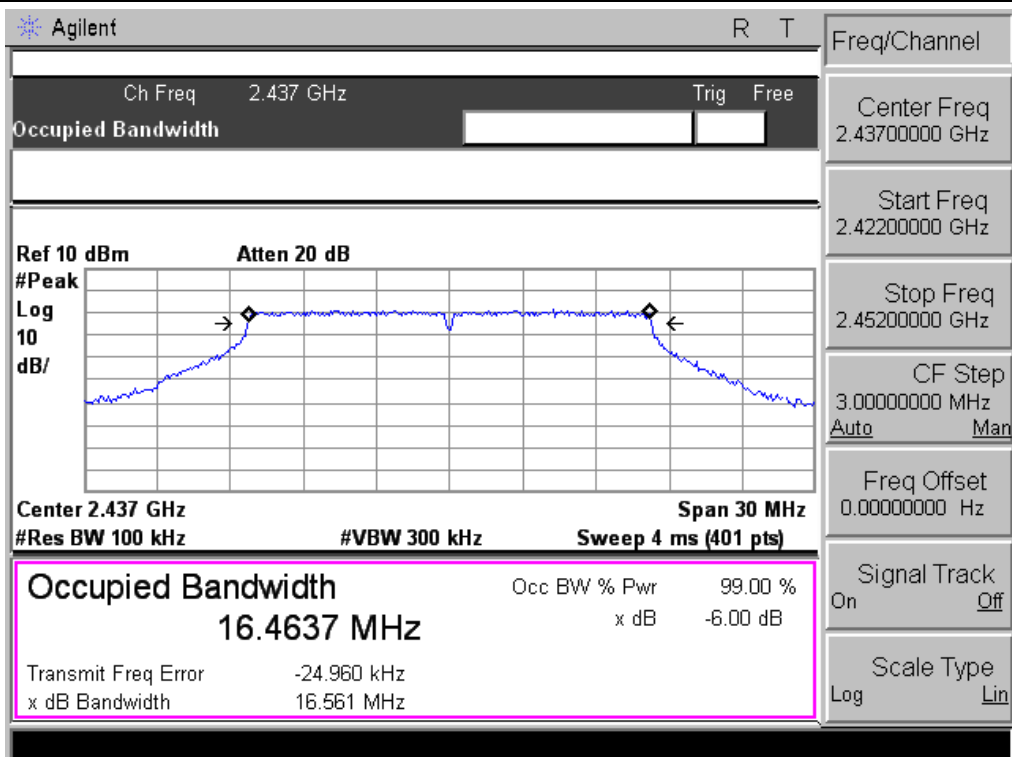 Agilent R T
Ch Freq 2.437 GHz Trig Free
Occupied Bandwidth
Ref 10 dBm Atten 20 dB
#Peak
Log
10
dB/
Center 2.437 GHz Span 30 MHz
#Res BW 100 kHz #VBW 300 kHz Sweep 4 ms (401 pts)
Occupied Bandwidth Occ BW % Pwr 99.00 %
16.4637 MHz x dB -6.00 dB
Transmit Freq Error -24.960 kHz
x dB Bandwidth 16.561 MHz
Freq/Channel
Center Freq
2.43700000 GHz
Start Freq
2.42200000 GHz
Stop Freq
2.45200000 GHz
CF Step
3.00000000 MHz
Auto Man
Freq Offset
0.00000000 Hz
Signal Track
On Off
Scale Type
Log Lin